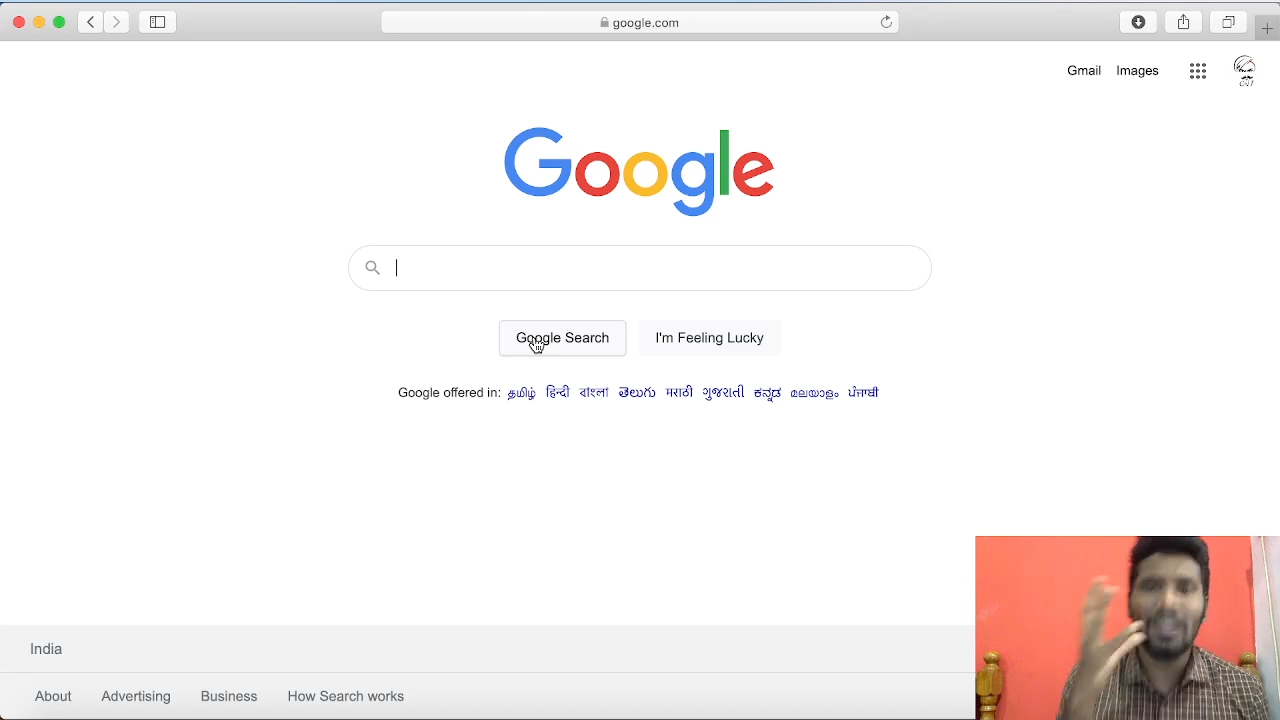 google.com
Gmail Images
Google
Google Search I'm Feeling Lucky
Google offered in: தமிழ் हिन्दी বাংলা తెలుగు मराठी ગુજરાતી ಕನ್ನಡ മലയാളം ਪੰਜਾਬੀ
India
About Advertising Business How Search works